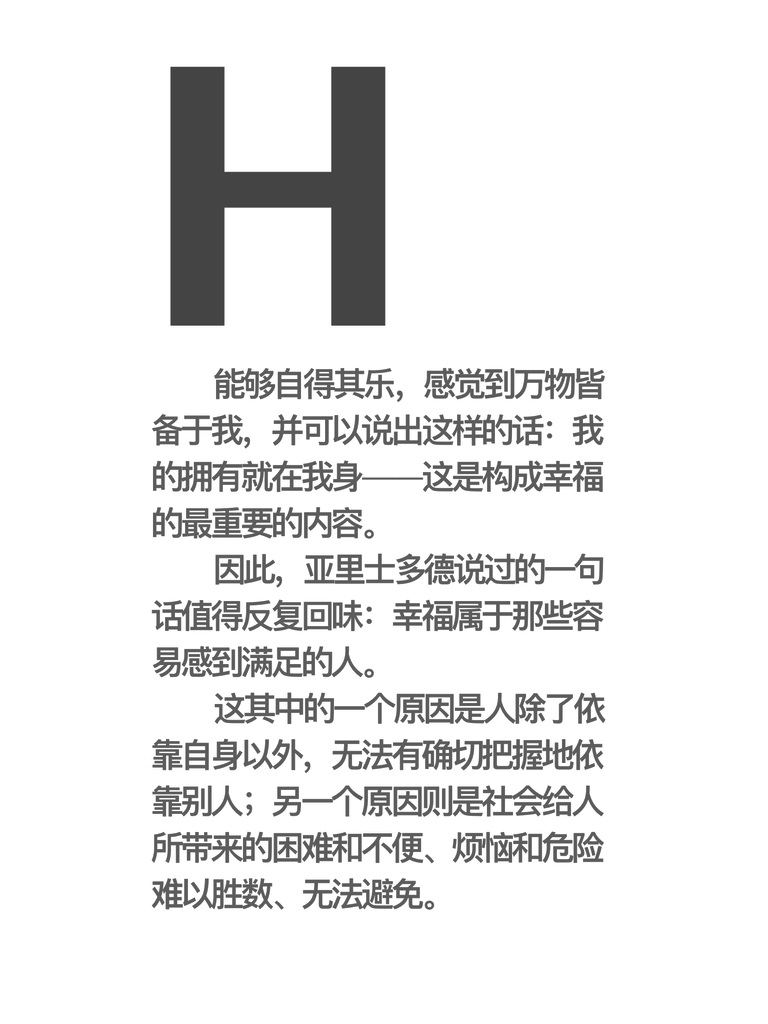 H
能够自得其乐，感觉到万物皆
备于我，并可以说出这样的话：我
的拥有就在我身——这是构成幸福
的最重要的内容。
因此，亚里士多德说过的一句
话值得反复回味：幸福属于那些容
易感到满足的人。
这其中的一个原因是人除了依
靠自身以外，无法有确切把握地依
靠别人；另一个原因则是社会给人
所带来的困难和不便、烦恼和危险
难以胜数、无法避免。